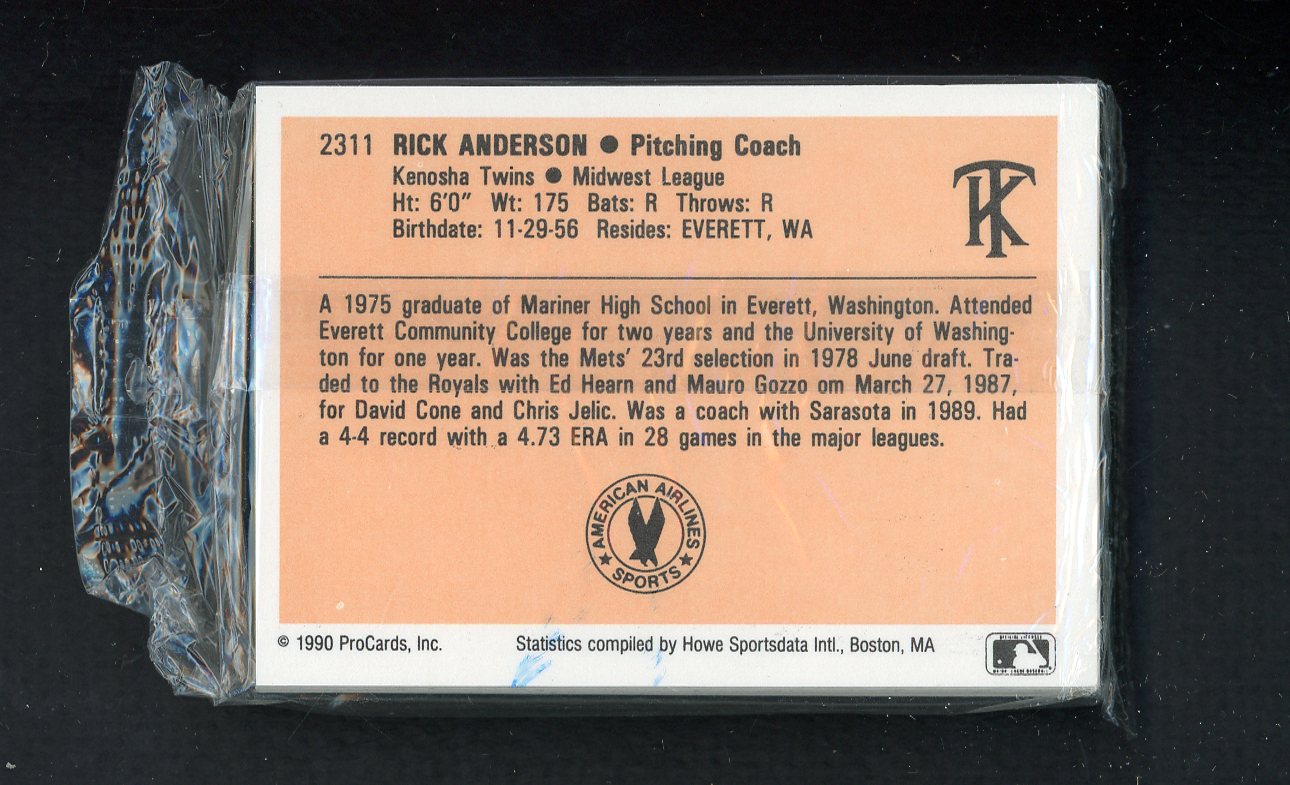 2311 RICK ANDERSON ● Pitching Coach
Kenosha Twins ● Midwest League
Ht: 6'0" Wt: 175 Bats: R Throws: R
Birthdate: 11-29-56 Resides: EVERETT, WA
TK
A 1975 graduate of Mariner High School in Everett, Washington. Attended
Everett Community College for two years and the University of Washing-
ton for one year. Was the Mets' 23rd selection in 1978 June draft. Tra-
ded to the Royals with Ed Hearn and Mauro Gozzo om March 27, 1987,
for David Cone and Chris Jelic. Was a coach with Sarasota in 1989. Had
a 4-4 record with a 4.73 ERA in 28 games in the major leagues.
AMERICAN AIRLINES
★ SPORTS ★
© 1990 ProCards, Inc. Statistics compiled by Howe Sportsdata Intl., Boston, MA